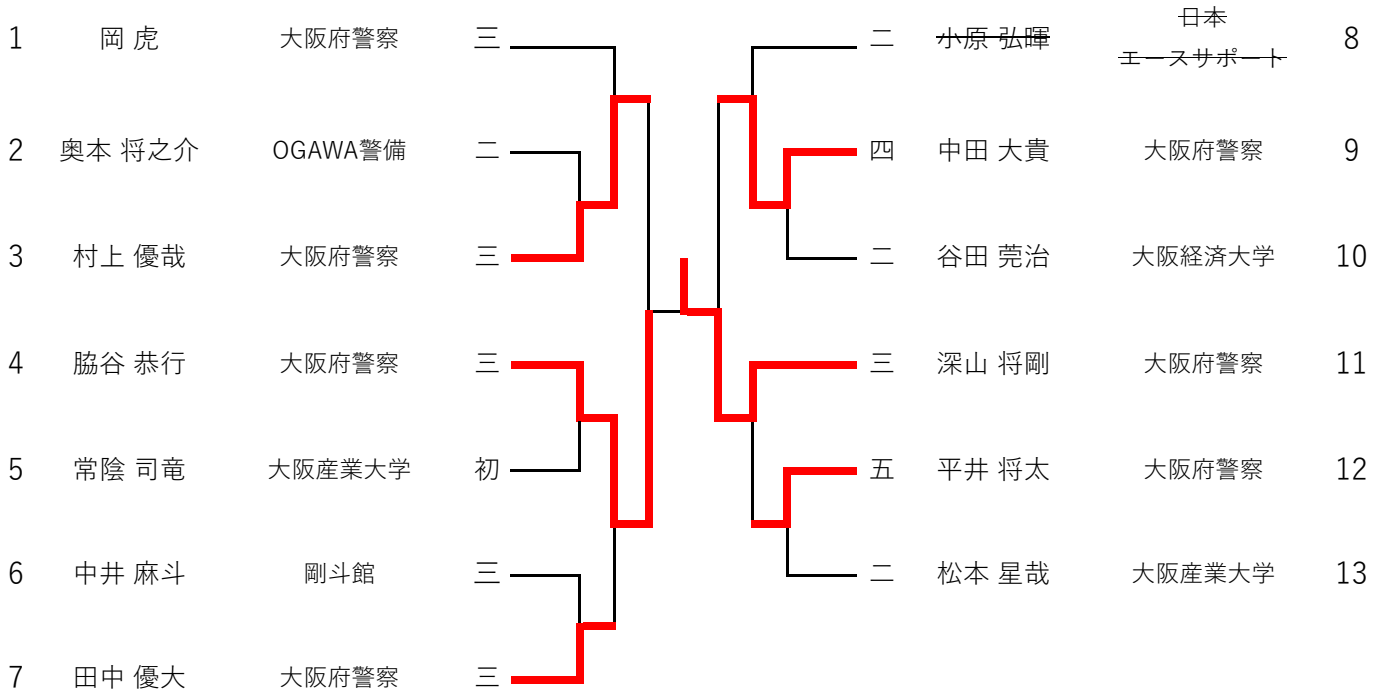 1 岡 虎 大阪府警察 三
2 奥本 将之介 OGAWA警備 二
3 村上 優哉 大阪府警察 三
4 脇谷 恭行 大阪府警察 三
5 常陰 司竜 大阪産業大学 初
6 中井 麻斗 剛斗館 三
7 田中 優大 大阪府警察 三
二 小原 弘暉 日本
エースサポート 8
四 中田 大貴 大阪府警察 9
二 谷田 莞治 大阪経済大学 10
三 深山 将剛 大阪府警察 11
五 平井 将太 大阪府警察 12
二 松本 星哉 大阪産業大学 13